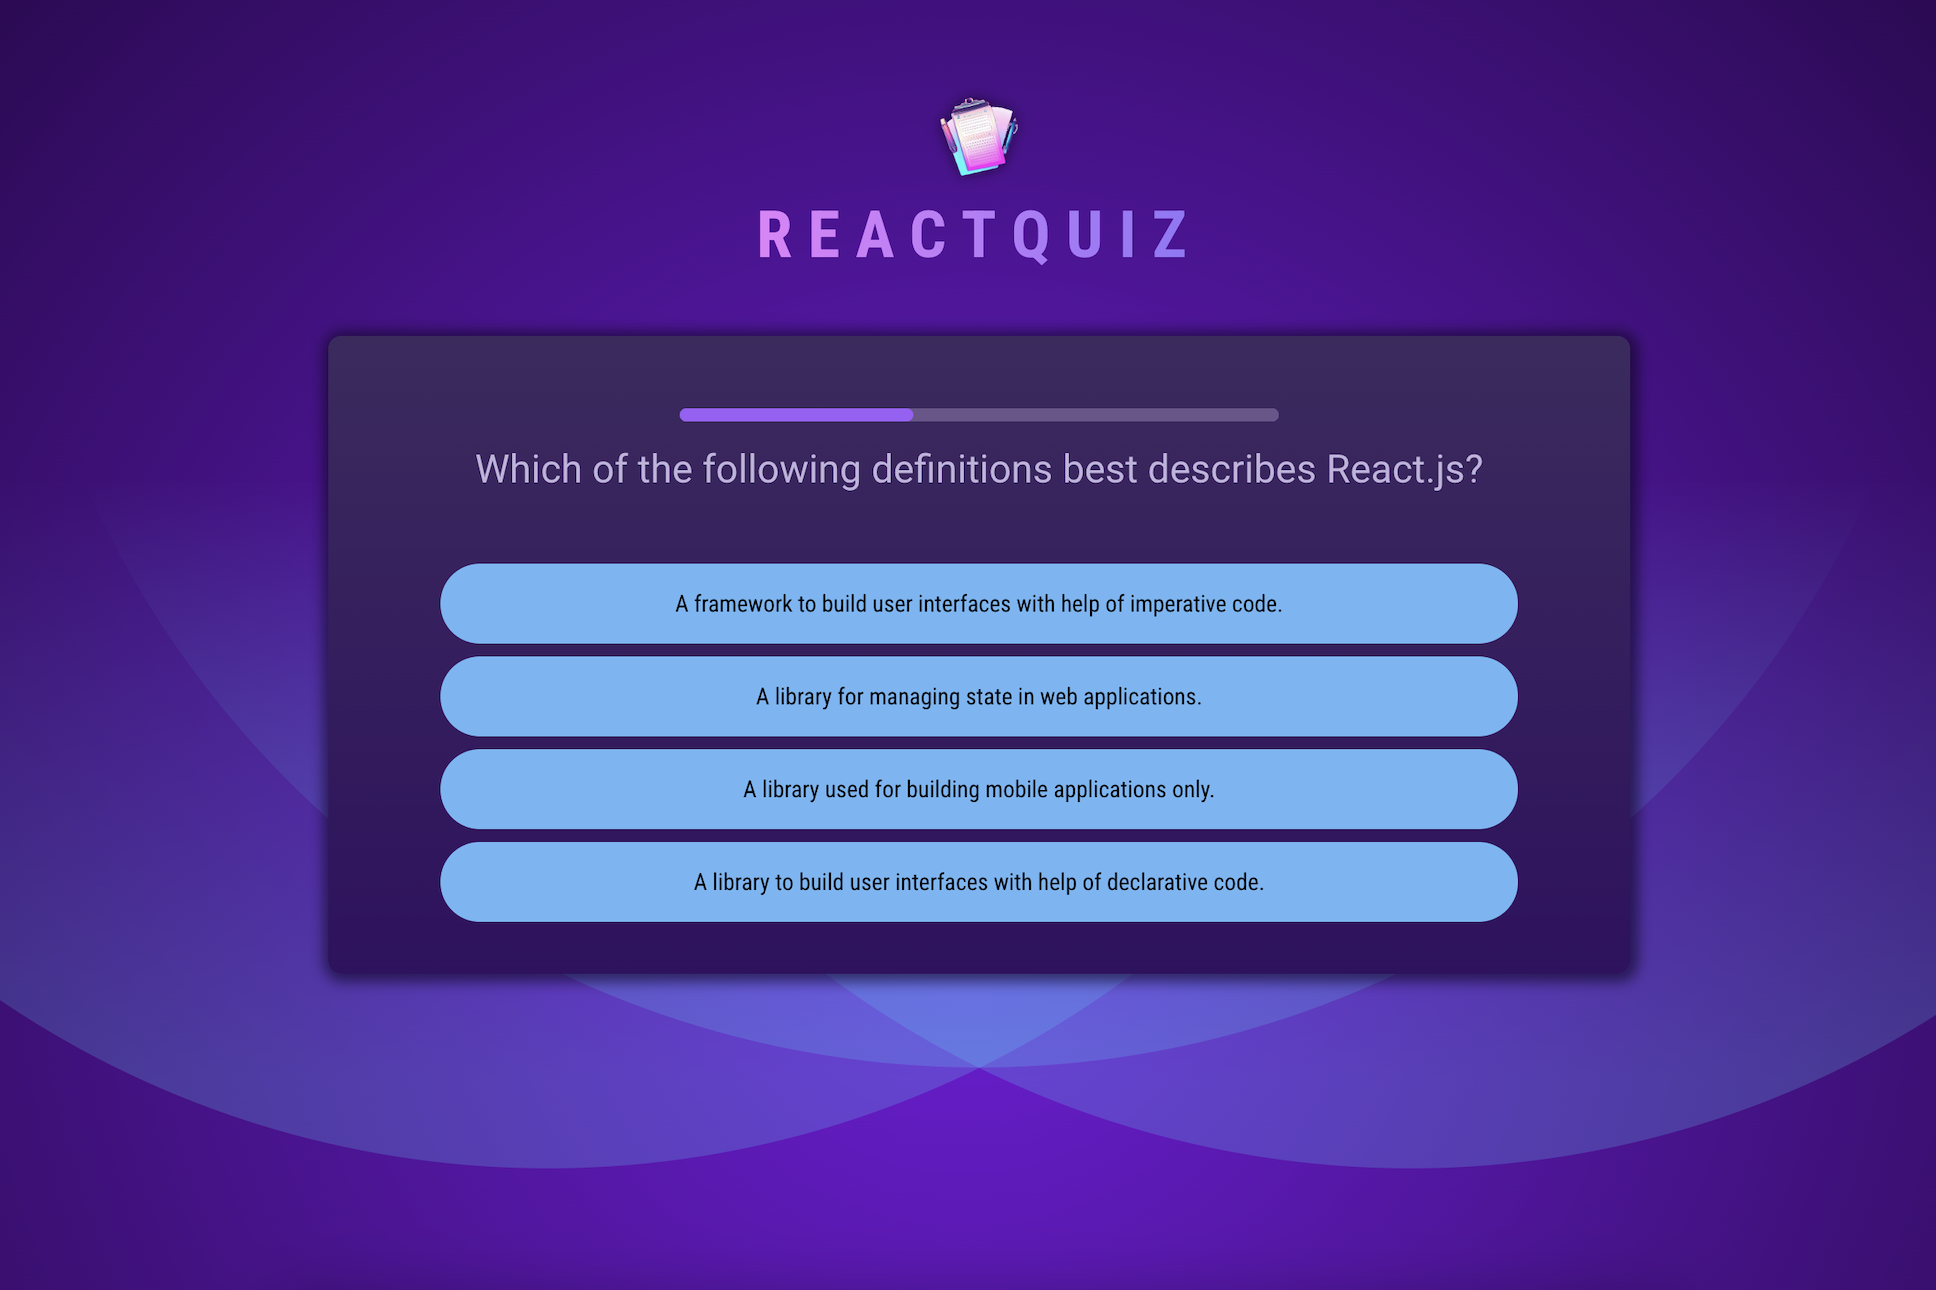 REACTQUIZ
Which of the following definitions best describes React.js?
A framework to build user interfaces with help of imperative code.
A library for managing state in web applications.
A library used for building mobile applications only.
A library to build user interfaces with help of declarative code.